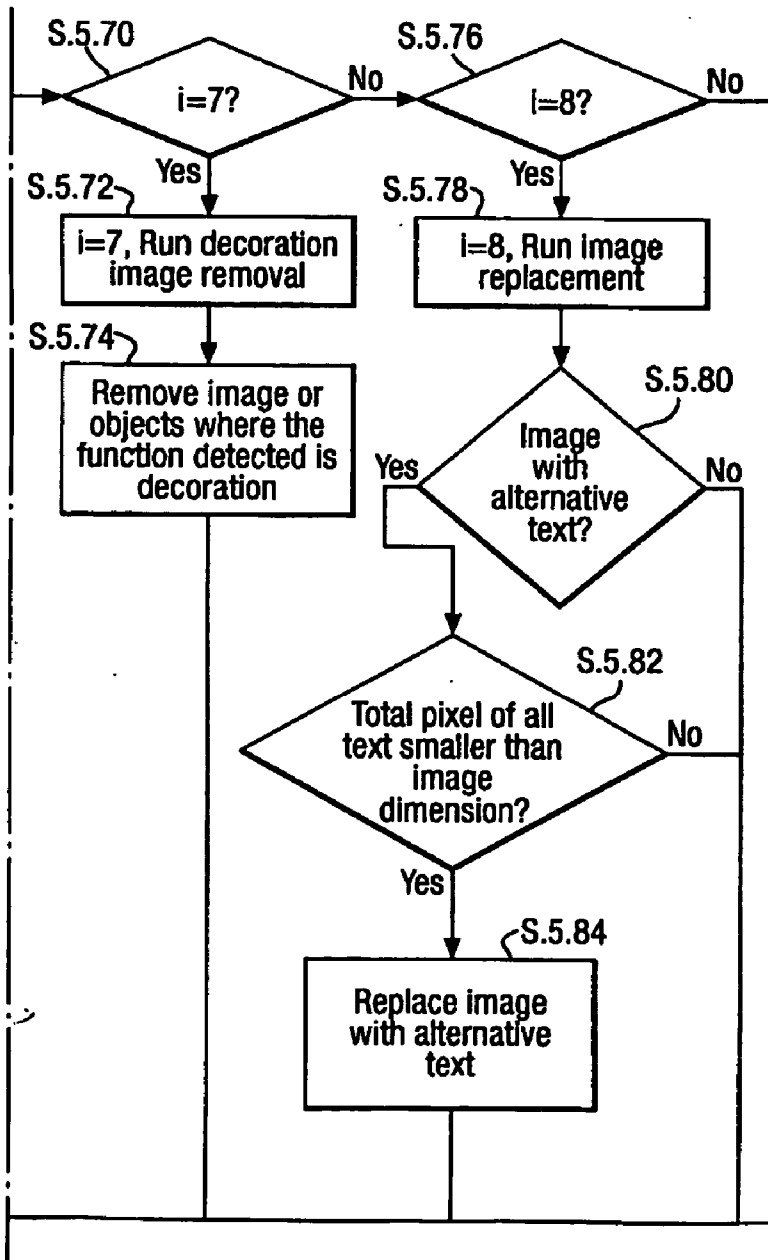 S.5.70
i=7?
No
Yes
S.5.72
i=7, Run decoration
image removal
S.5.74
Remove image or
objects where the
function detected is
decoration
S.5.76
i=8?
No
Yes
S.5.78
i=8, Run image
replacement
S.5.80
Image
with
alternative
text?
Yes
No
S.5.82
Total pixel of all
text smaller than
image
dimension?
No
Yes
S.5.84
Replace image
with alternative
text